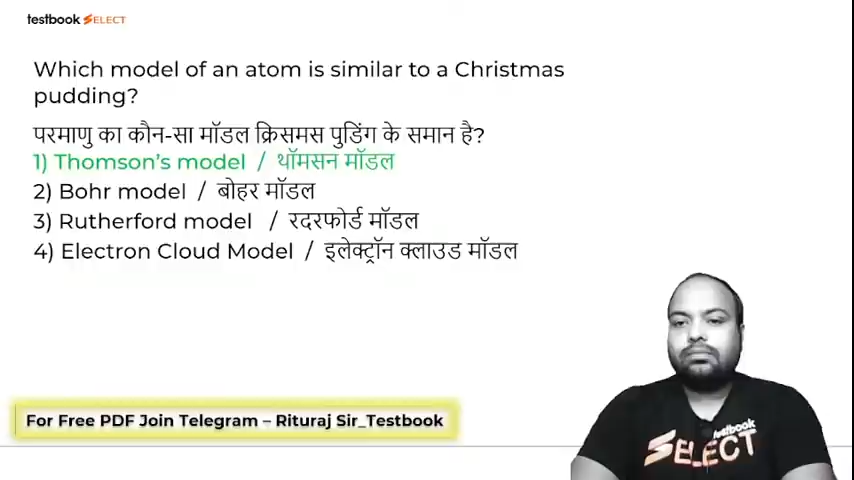 testbook SELECT
Which model of an atom is similar to a Christmas
pudding?
परमाणु का कौन-सा मॉडल क्रिसमस पुडिंग के समान है?
1) Thomson's model / थॉमसन मॉडल
2) Bohr model / बोहर मॉडल
3) Rutherford model / रदरफोर्ड मॉडल
4) Electron Cloud Model / इलेक्ट्रॉन क्लाउड मॉडल
For Free PDF Join Telegram – Rituraj Sir_Testbook
testbook
SELECT